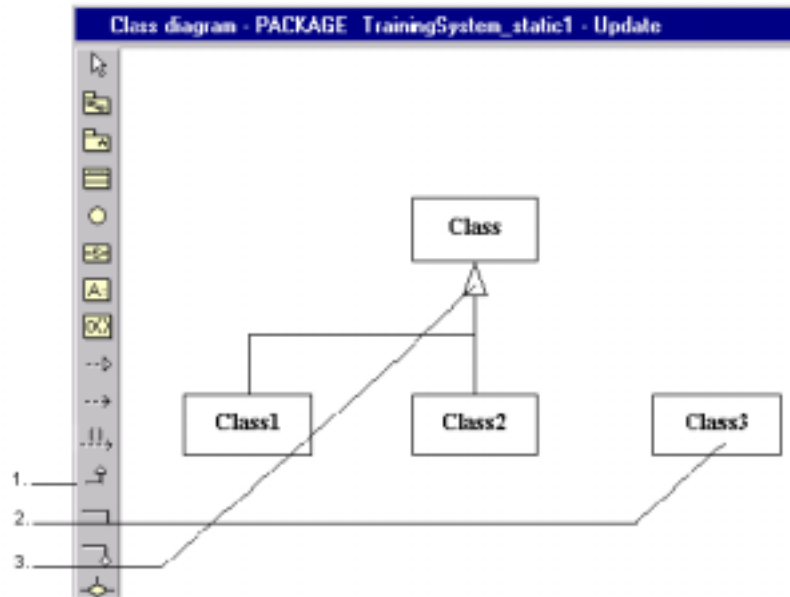 Class diagram - PACKAGE TrainingSystem_static1 - Update
Class
Class1 Class2 Class3
1.
2.
3.